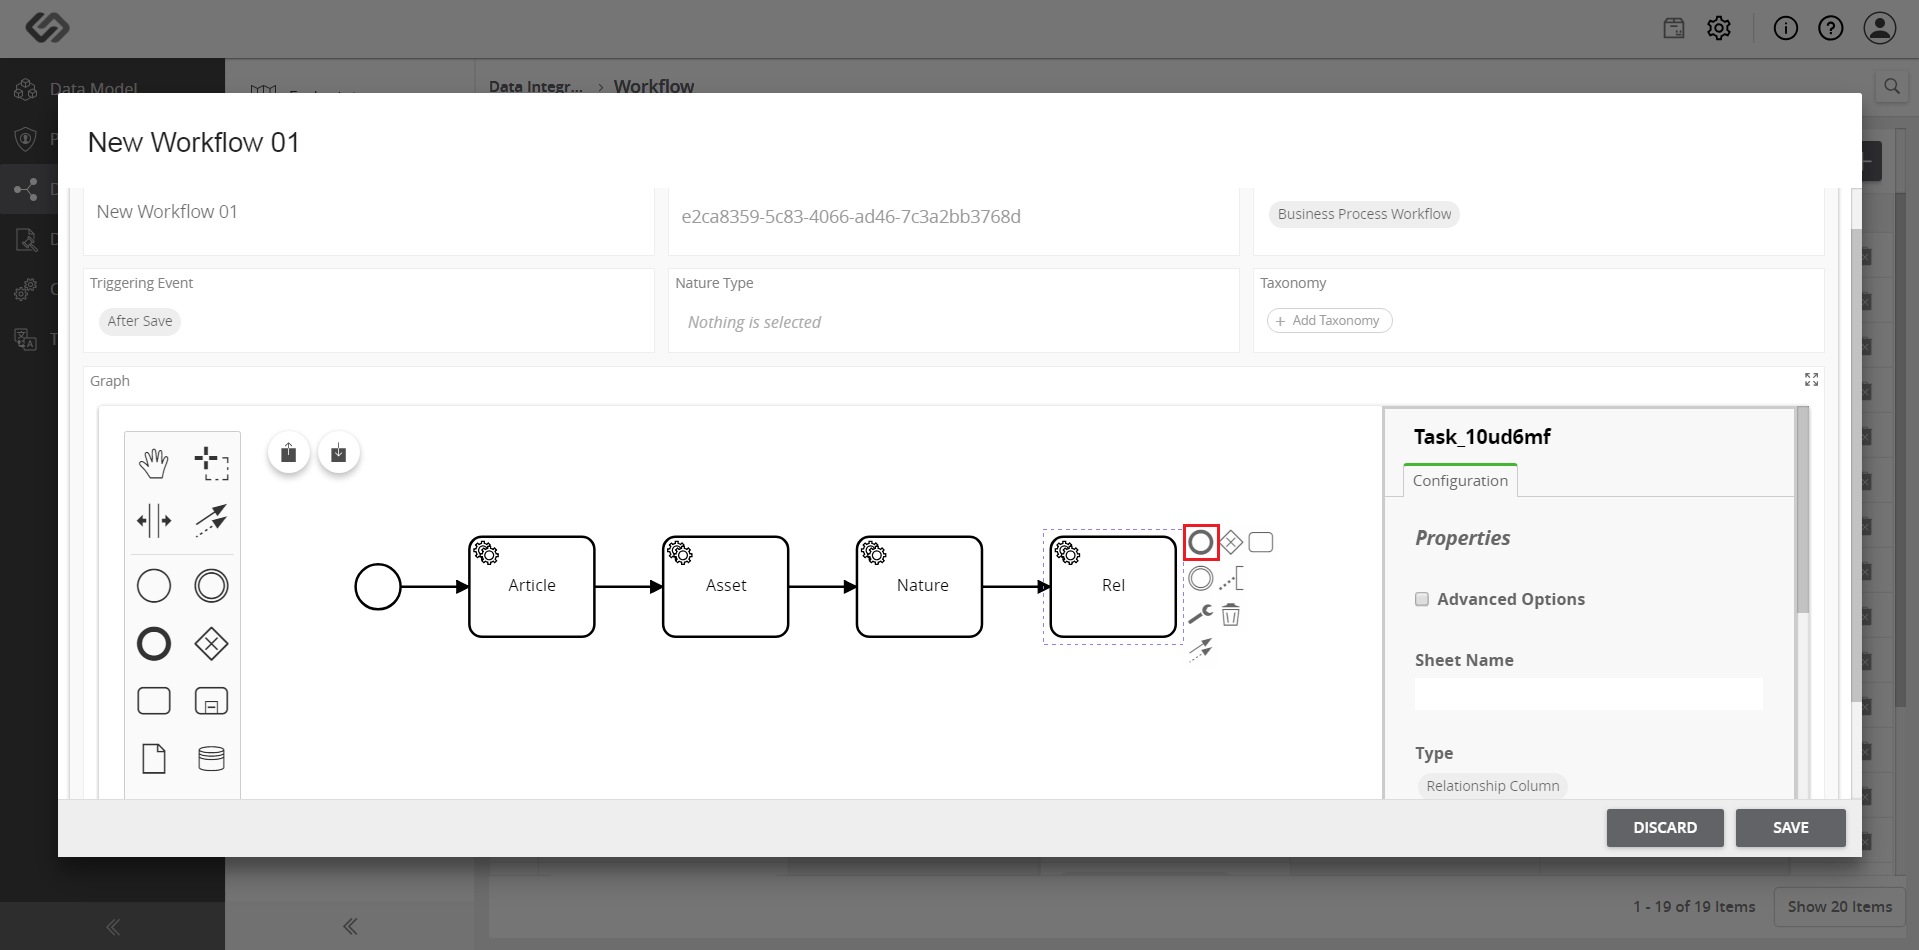 Data Model
Data Integr... › Workflow
New Workflow 01
New Workflow 01
e2ca8359-5c83-4066-ad46-7c3a2bb3768d
Business Process Workflow
Triggering Event
Nature Type
Taxonomy
After Save
Nothing is selected
+ Add Taxonomy
Graph
Task_10ud6mf
Configuration
Article
Asset
Nature
Rel
Properties
Advanced Options
Sheet Name
Type
Relationship Column
DISCARD
SAVE
1 - 19 of 19 Items
Show 20 Items